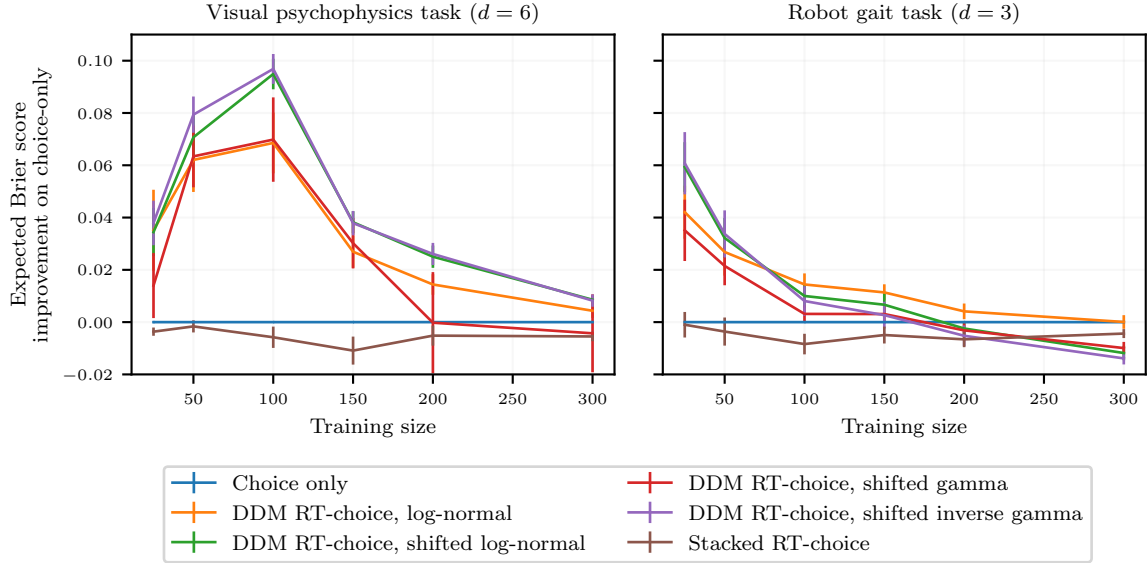 Visual psychophysics task (d = 6)
Robot gait task (d = 3)
Expected Brier score
improvement on choice-only
0.10
0.08
0.06
0.04
0.02
0.00
−0.02
50
100
150
200
250
300
50
100
150
200
250
300
Training size
Training size
Choice only
DDM RT-choice, log-normal
DDM RT-choice, shifted log-normal
DDM RT-choice, shifted gamma
DDM RT-choice, shifted inverse gamma
Stacked RT-choice